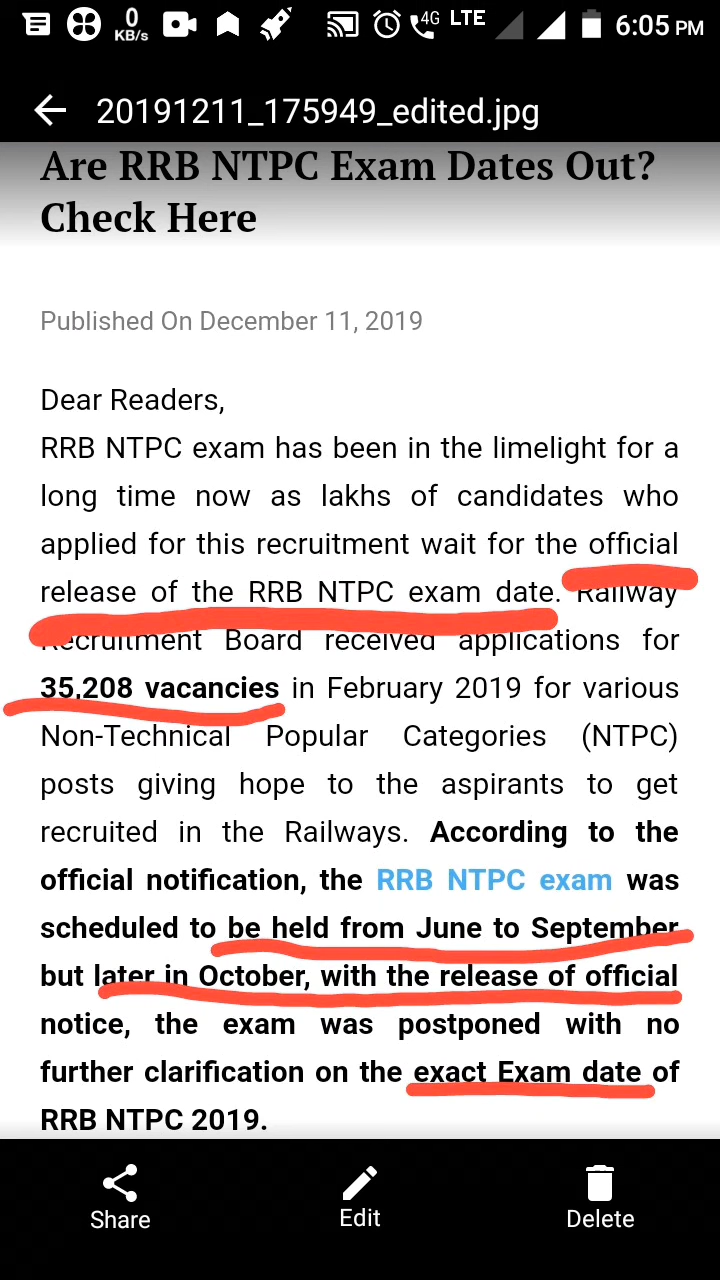 0
KB/s
4G
LTE
6:05 PM
20191211_175949_edited.jpg
Are RRB NTPC Exam Dates Out?
Check Here
Published On December 11, 2019
Dear Readers,
RRB NTPC exam has been in the limelight for a
long time now as lakhs of candidates who
applied for this recruitment wait for the official
release of the RRB NTPC exam date. Railway
Recruitment Board received applications for
35,208 vacancies in February 2019 for various
Non-Technical Popular Categories (NTPC)
posts giving hope to the aspirants to get
recruited in the Railways. According to the
official notification, the RRB NTPC exam was
scheduled to be held from June to September
but later in October, with the release of official
notice, the exam was postponed with no
further clarification on the exact Exam date of
RRB NTPC 2019.
Share
Edit
Delete